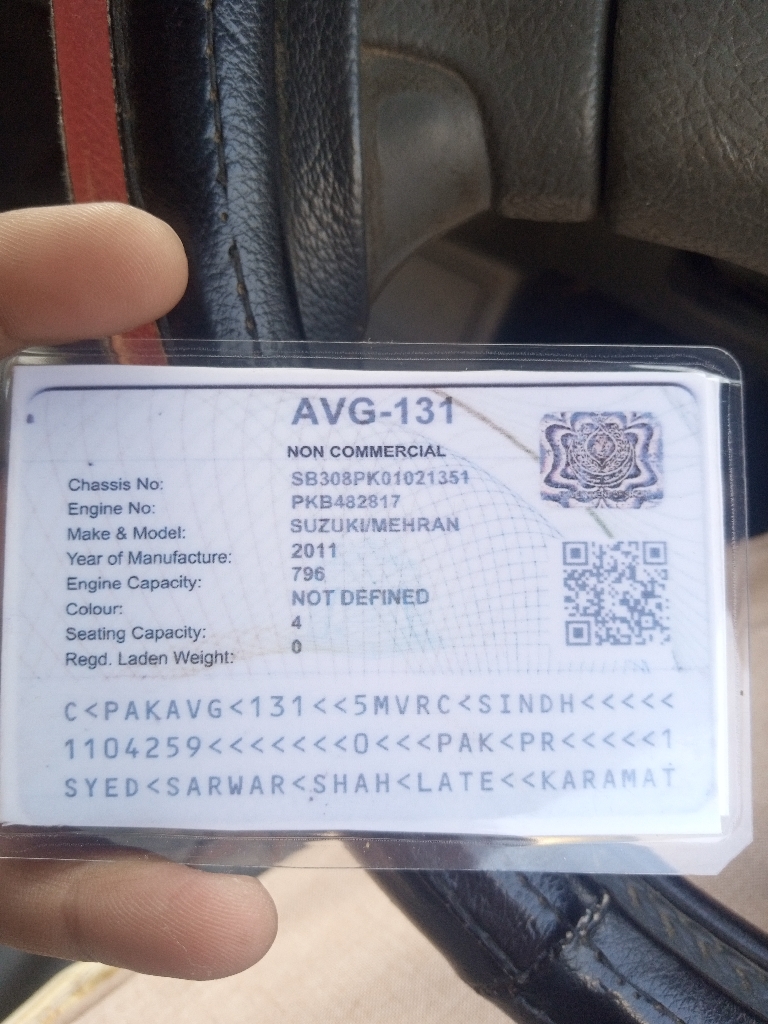 AVG-131
NON COMMERCIAL
Chassis No: SB308PK01021351
Engine No: PKB482817
Make & Model: SUZUKI/MEHRAN
Year of Manufacture: 2011
Engine Capacity: 796
Colour: NOT DEFINED
Seating Capacity: 4
Regd. Laden Weight: 0
C<PAKAVG<131<<5MVRC<SINDH<<<<<
1104259<<<<<<<0<<<PAK<PR<<<<<1
SYED<SARWAR<SHAH<LATE<<KARAMAT